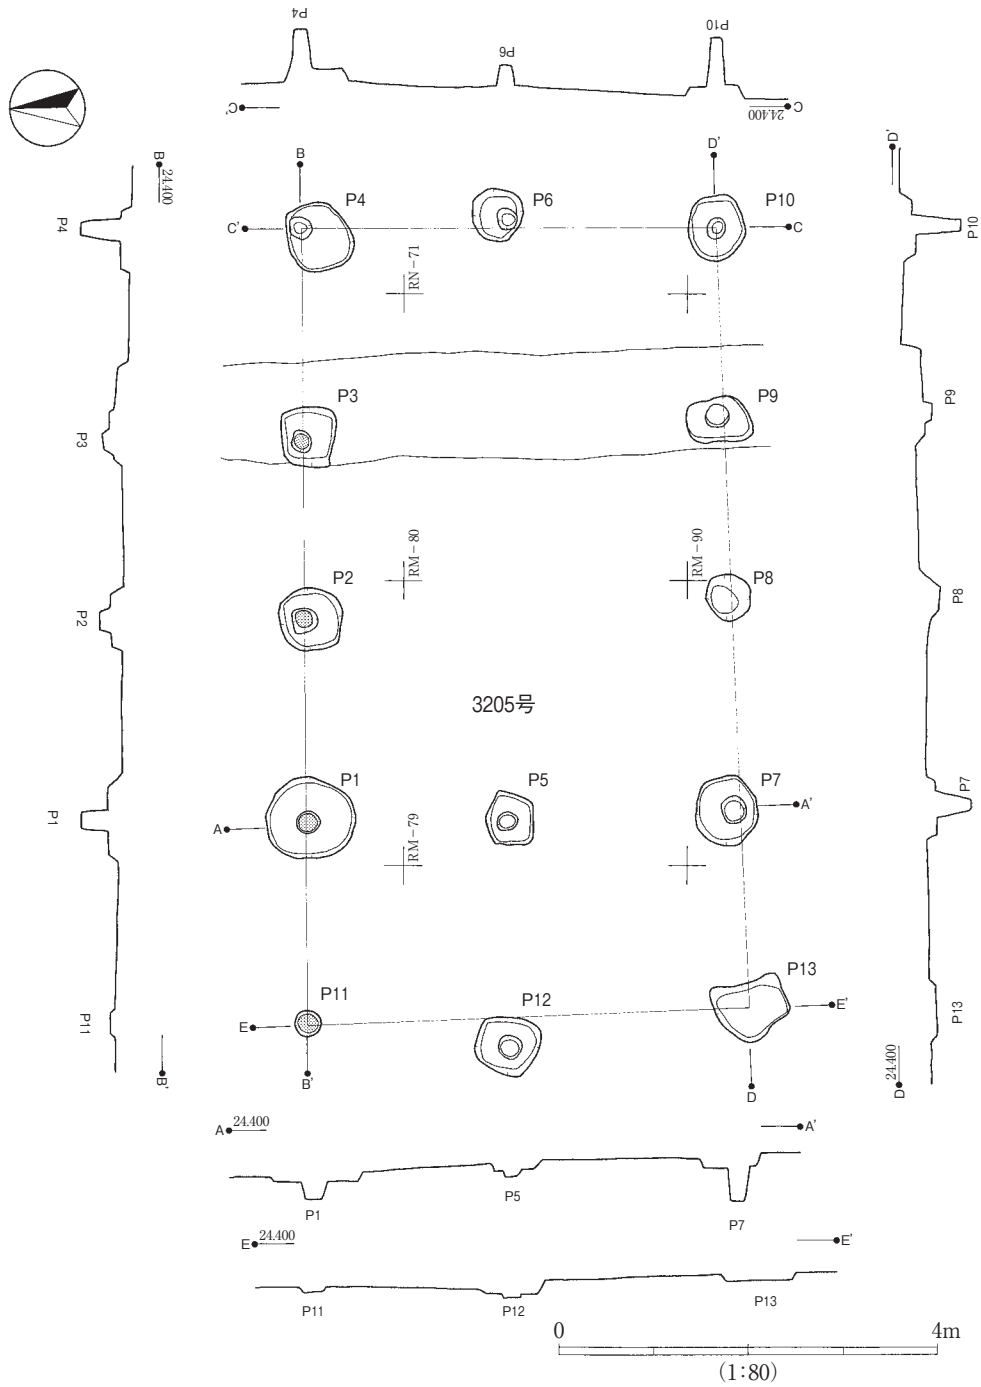 P4
P6
P10
C'
24.400
C
B
24.400
B
D'
D'
P4
P4
P6
P10
P10
C'
C
RN-71
P3
P9
P3
P9
RM-80
RM-90
P2
P8
P2
P8
3205号
P1
P5
P7
P7
P1
A
A'
RM-79
P11
P12
P13
P11
P13
E
E'
B'
B'
D
24.400
D
A 24.400
A'
P1
P5
P7
E 24.400
E'
P11
P12
P13
0
4m
(1:80)